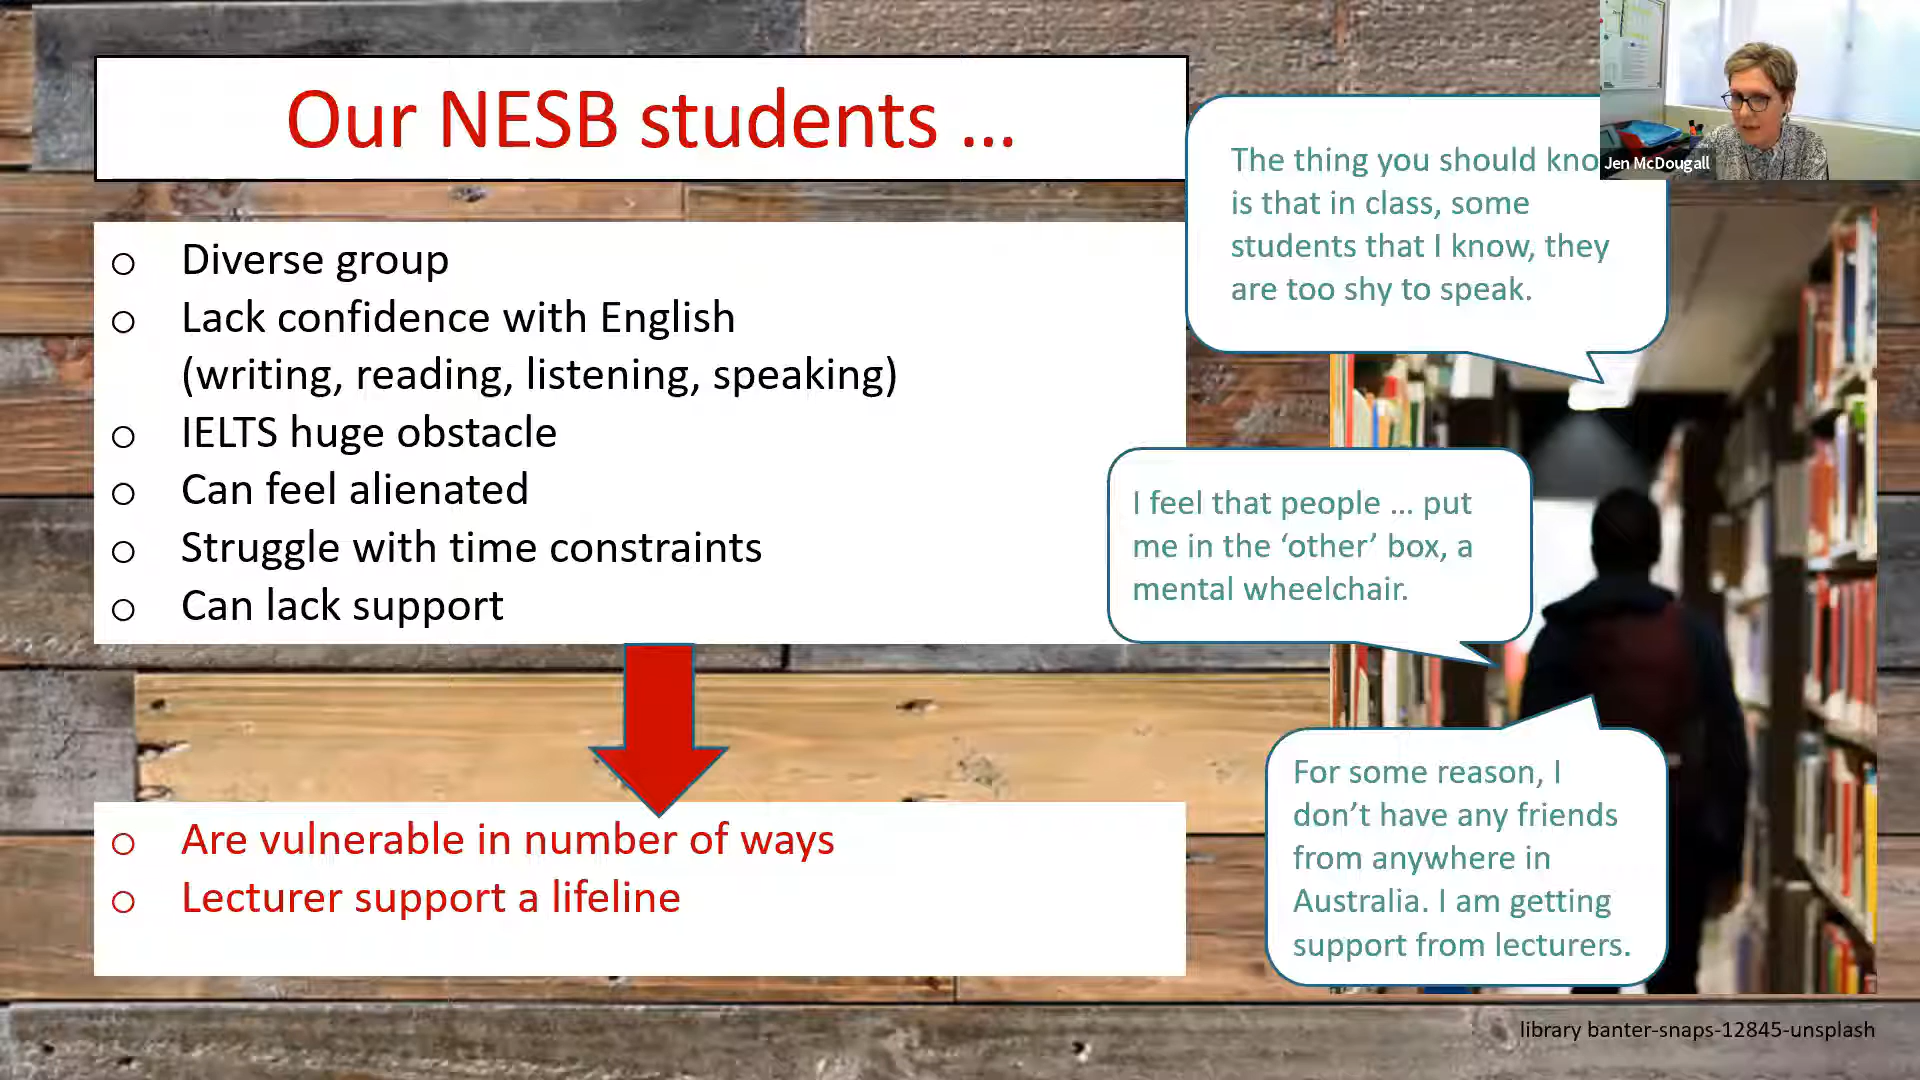 Our NESB students ...
Diverse group
Lack confidence with English
(writing, reading, listening, speaking)
IELTS huge obstacle
Can feel alienated
Struggle with time constraints
Can lack support
Are vulnerable in number of ways
Lecturer support a lifeline
The thing you should kno
is that in class, some
students that I know, they
are too shy to speak.
I feel that people ... put
me in the ‘other’ box, a
mental wheelchair.
For some reason, I
don’t have any friends
from anywhere in
Australia. I am getting
support from lecturers.
Jen McDougall
library banter-snaps-12845-unsplash